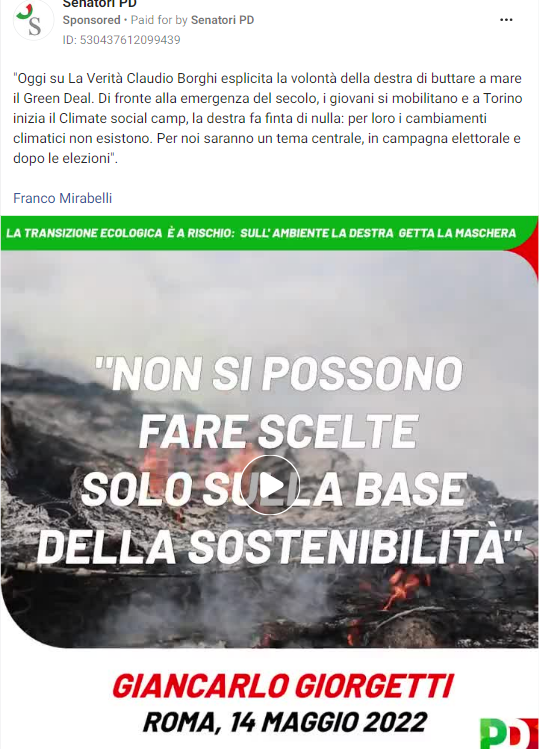 Senatori PD
Sponsored • Paid for by Senatori PD
ID: 530437612099439
"Oggi su La Verità Claudio Borghi esplicita la volontà della destra di buttare a mare
il Green Deal. Di fronte alla emergenza del secolo, i giovani si mobilitano e a Torino
inizia il Climate social camp, la destra fa finta di nulla: per loro i cambiamenti
climatici non esistono. Per noi saranno un tema centrale, in campagna elettorale e
dopo le elezioni".
Franco Mirabelli
LA TRANSIZIONE ECOLOGICA È A RISCHIO: SULL'AMBIENTE LA DESTRA GETTA LA MASCHERA
"NON SI POSSONO
FARE SCELTE
SOLO SULLA BASE
DELLA SOSTENIBILITÀ"
GIANCARLO GIORGETTI
ROMA, 14 MAGGIO 2022
PD